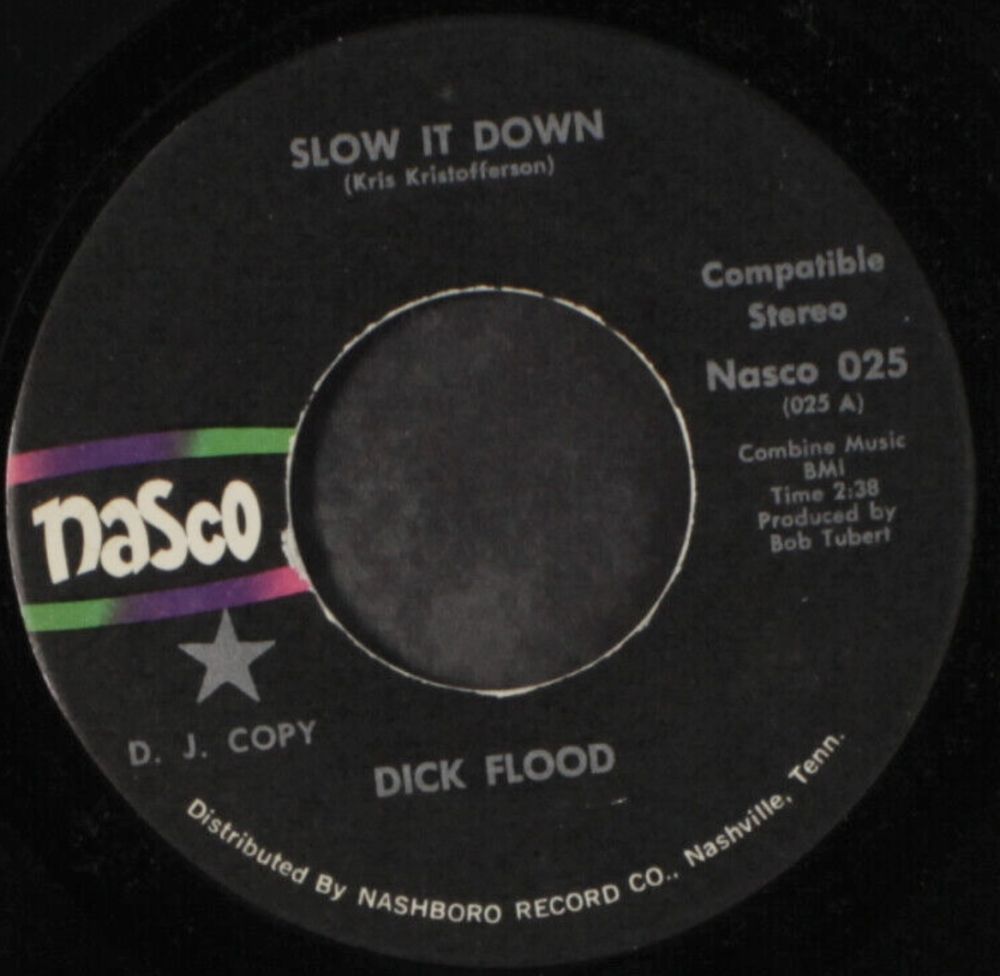 SLOW IT DOWN
(Kris Kristofferson)
Compatible
Stereo
Nasco 025
(025 A)
Combine Music
BMI
Time 2:38
Produced by
Bob Tubert
nasco
D. J. COPY
DICK FLOOD
Distributed By NASHBORO RECORD CO., Nashville, Tenn.